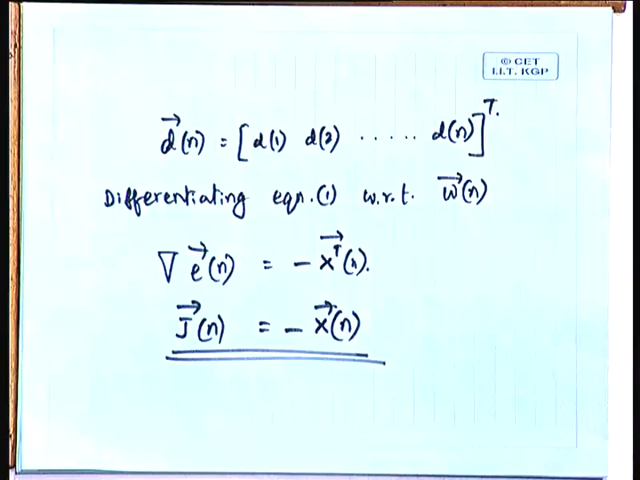 © CET
I.I.T. KGP
d⃗(n) = [d(1) d(2) ..... d(n)]ᵀ.
Differentiating eqn.(1) w.r.t. w⃗(n)
∇ e⃗(n) = − x⃗ᵀ(n).
J⃗(n) = − x⃗(n)